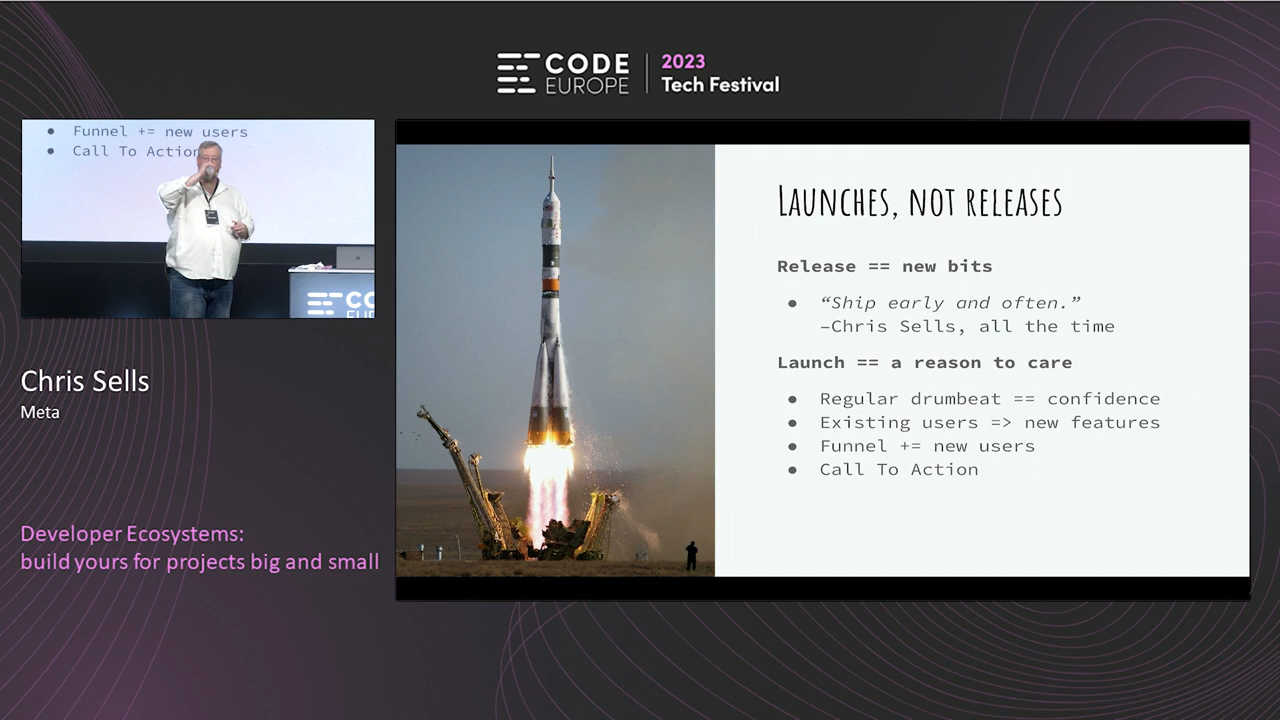 CODE
EUROPE
2023
Tech Festival
Funnel += new users
Call To Action
CO
EUR
Chris Sells
Meta
Developer Ecosystems:
build yours for projects big and small
LAUNCHES, NOT RELEASES
Release == new bits
● “Ship early and often.”
–Chris Sells, all the time
Launch == a reason to care
● Regular drumbeat == confidence
● Existing users => new features
● Funnel += new users
● Call To Action